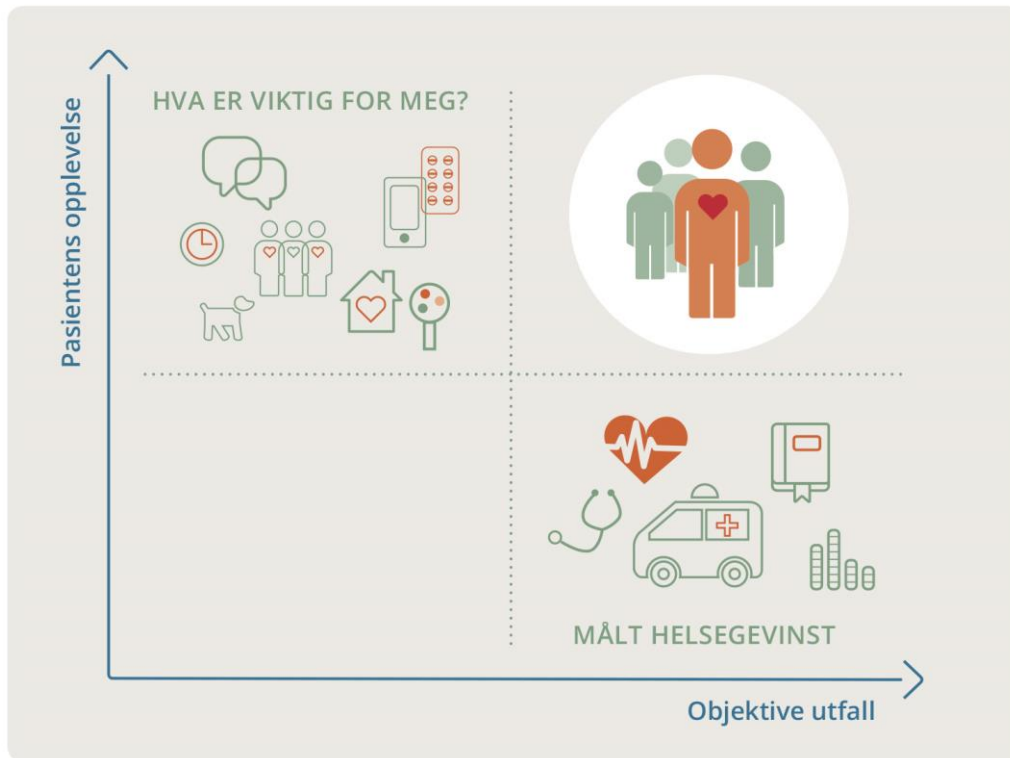 Pasientens opplevelse
HVA ER VIKTIG FOR MEG?
MÅLT HELSEGEVINST
Objektive utfall